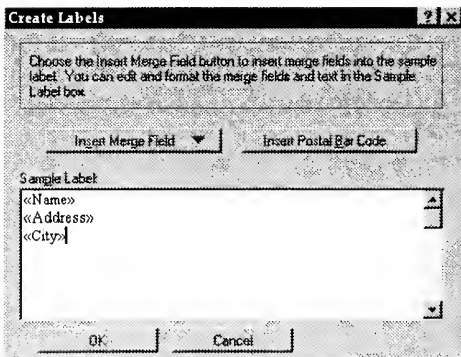 Create Labels
Choose the Insert Merge Field button to insert merge fields into the sample
label. You can edit and format the merge fields and text in the Sample
Label box.
Insert Merge Field
Insert Postal Bar Code
Sample Label:
«Name»
«Address»
«City»
OK
Cancel